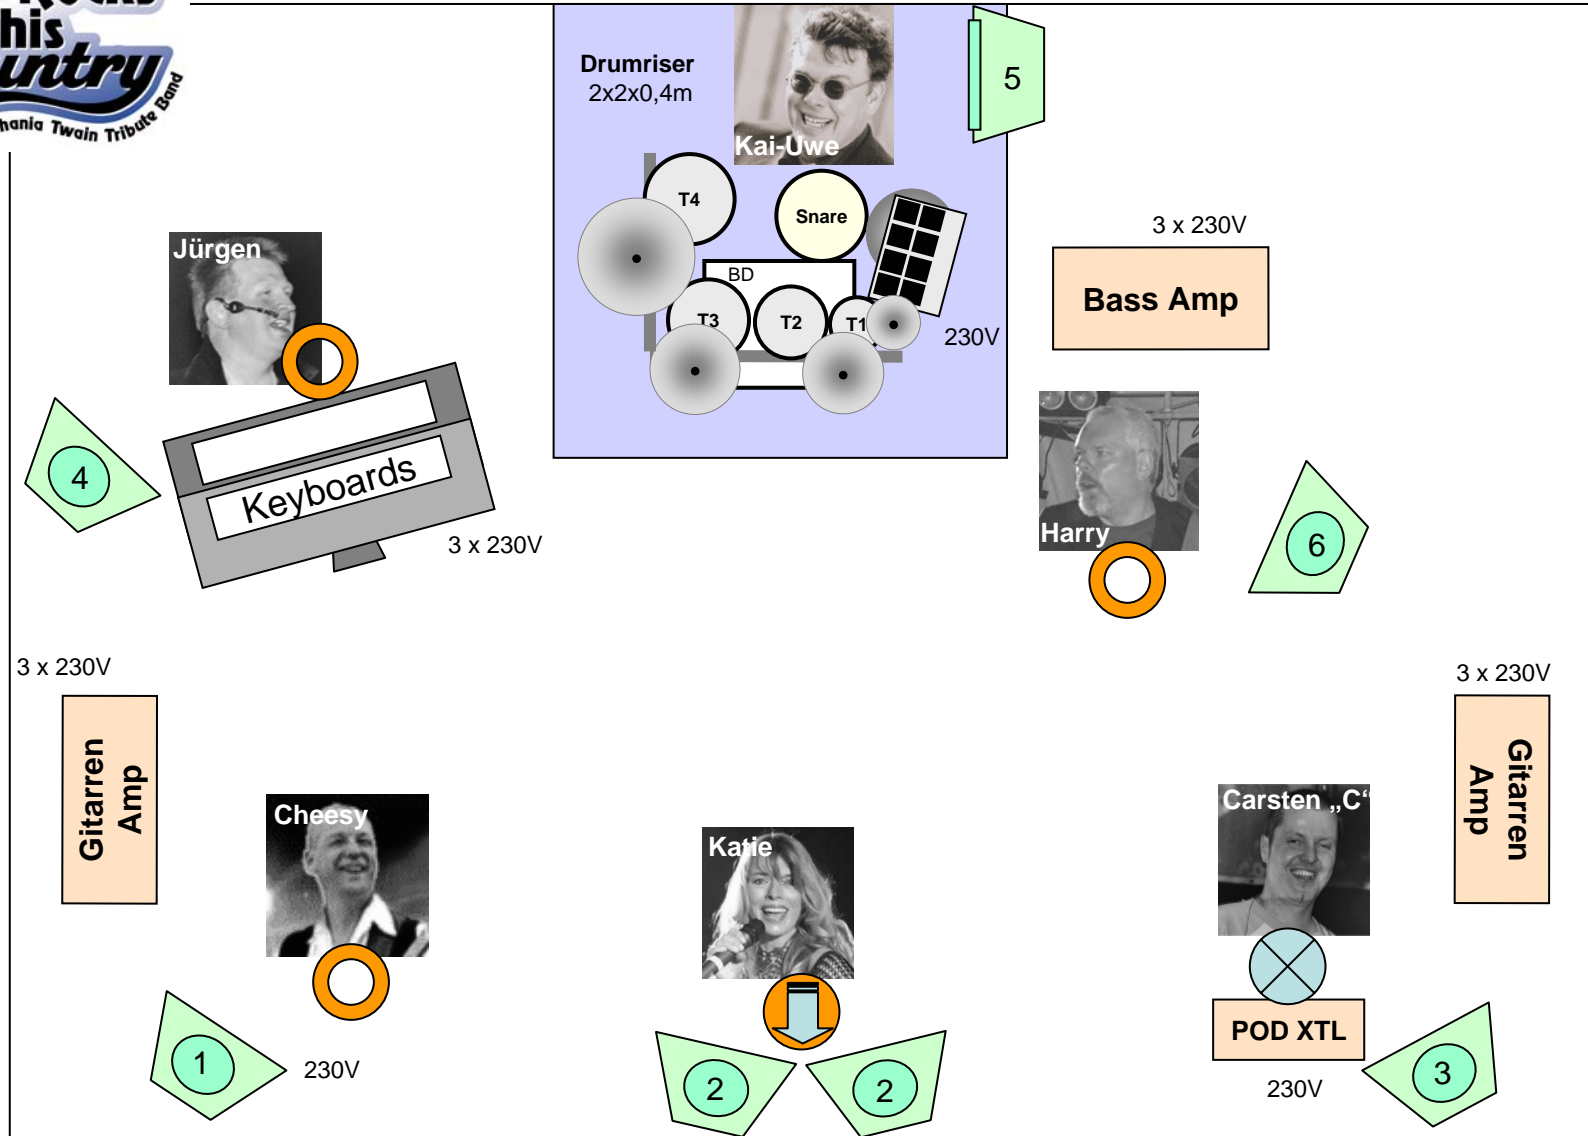 Rocks
his
untry
hania Twain Tribute Band
Drumriser
2x2x0,4m
Kai-Uwe
5
T4
Snare
BD
T3
T2
T1
230V
3 x 230V
Bass Amp
Jürgen
4
Keyboards
3 x 230V
Harry
6
3 x 230V
Gitarren
Amp
Cheesy
1
230V
Katie
2
2
3 x 230V
Gitarren
Amp
Carsten „C“
POD XTL
230V
3